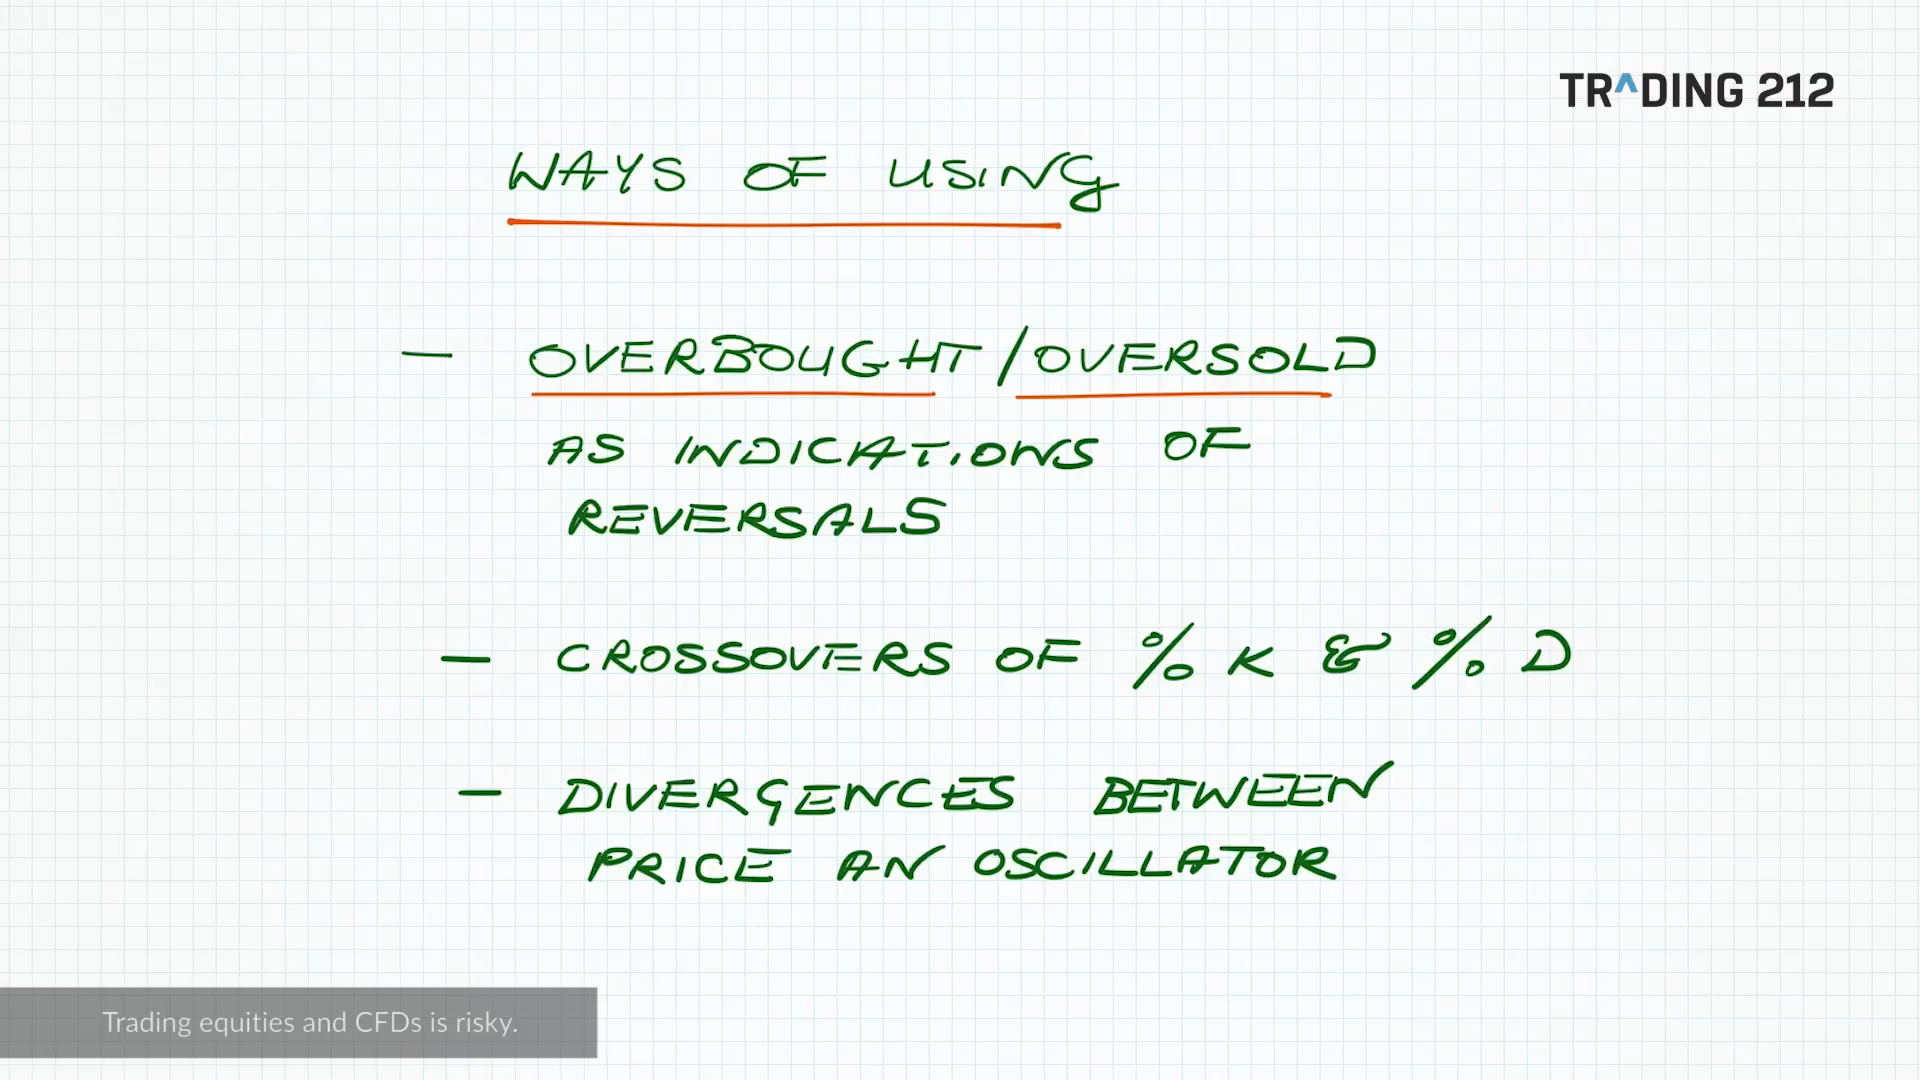 TRADING 212
WAYS OF USING
- OVERBOUGHT/OVERSOLD
AS INDICATIONS OF
REVERSALS
- CROSSOVERS OF % K & % D
- DIVERGENCES BETWEEN
PRICE AN OSCILLATOR
Trading equities and CFDs is risky.